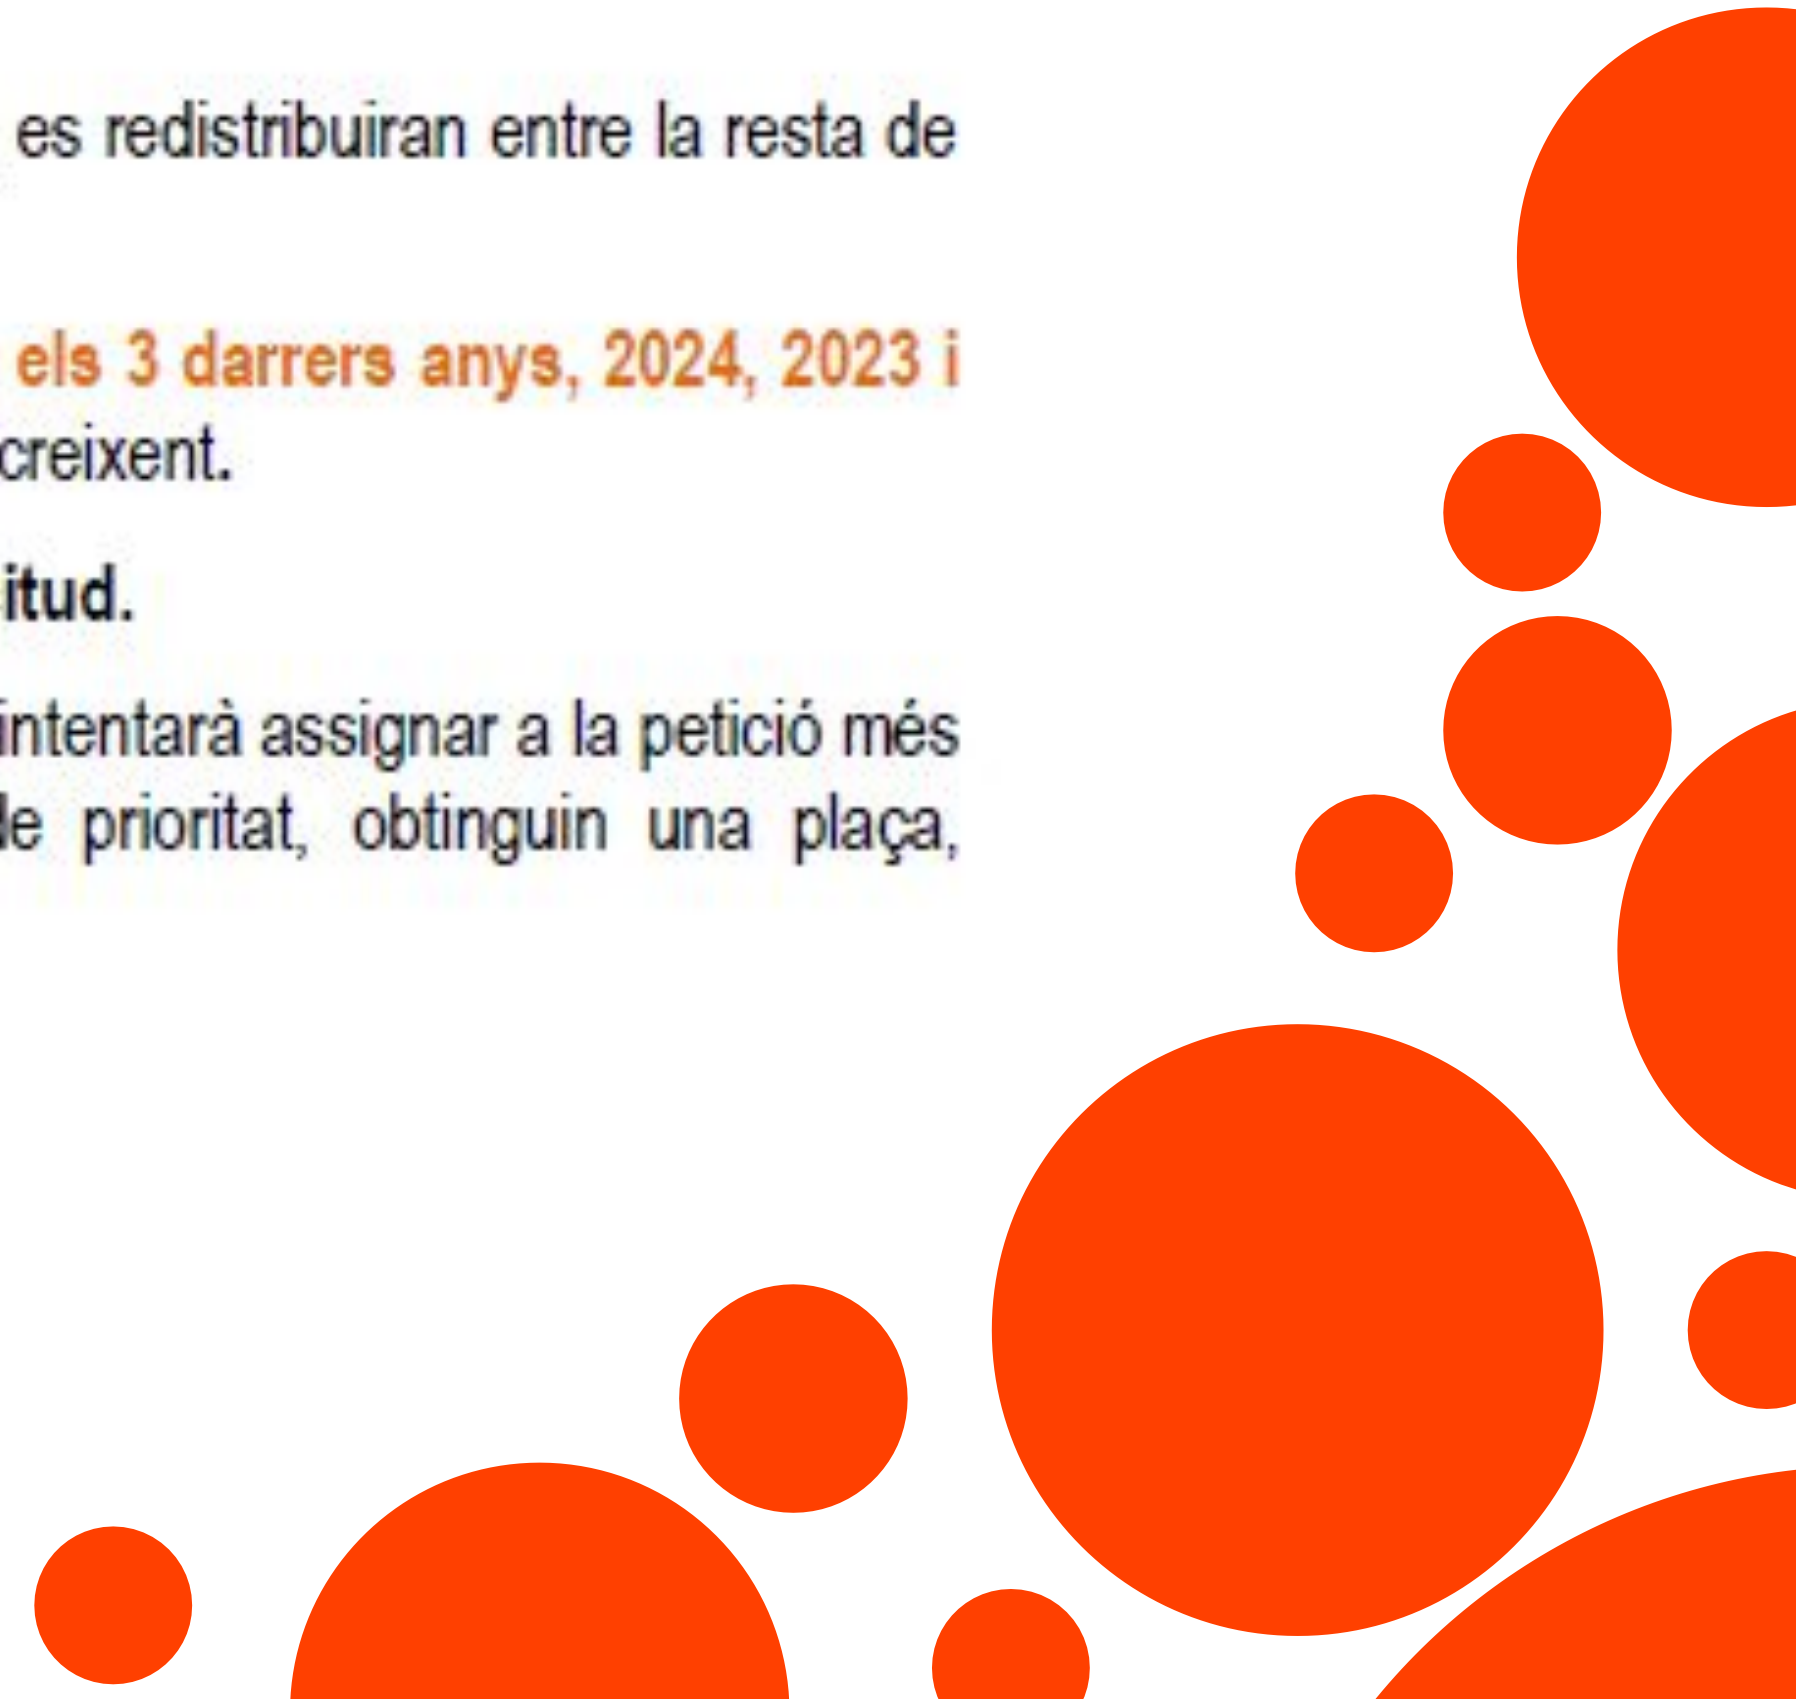 es redistribuiran entre la resta de
els 3 darrers anys, 2024, 2023 i
creixent.
itud.
intentarà assignar a la petició més
de prioritat, obtinguin una plaça,